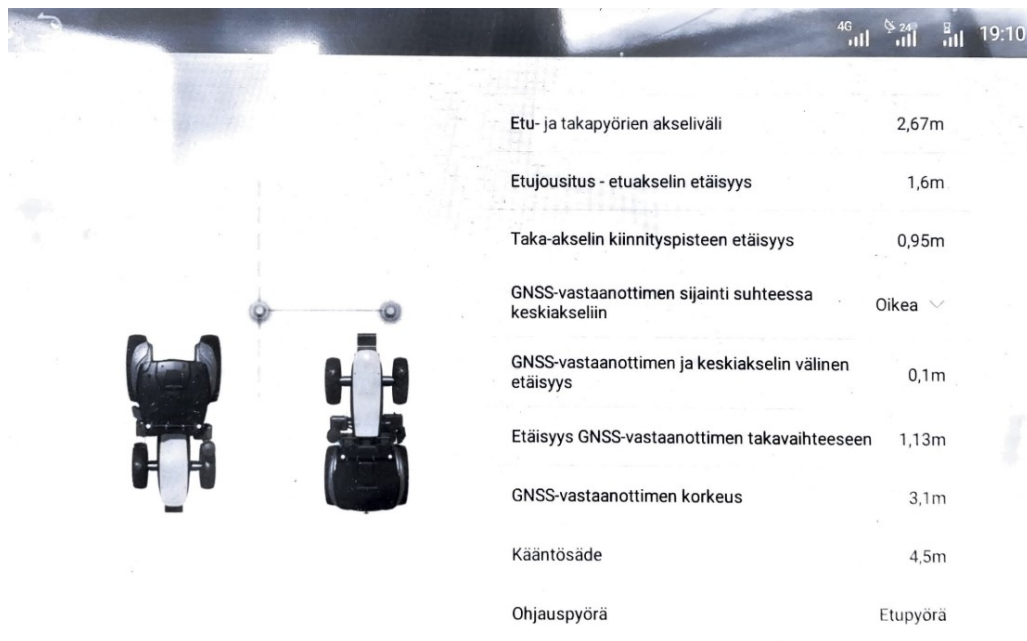 4G 24 19:10
Etu- ja takapyörien akseliväli 2,67m
Etujousitus - etuakselin etäisyys 1,6m
Taka-akselin kiinnityspisteen etäisyys 0,95m
GNSS-vastaanottimen sijainti suhteessa
keskiakseliin
Oikea
GNSS-vastaanottimen ja keskiakselin välinen
etäisyys
0,1m
Etäisyys GNSS-vastaanottimen takavaihteeseen 1,13m
GNSS-vastaanottimen korkeus 3,1m
Kääntösäde 4,5m
Ohjauspyörä Etupyörä